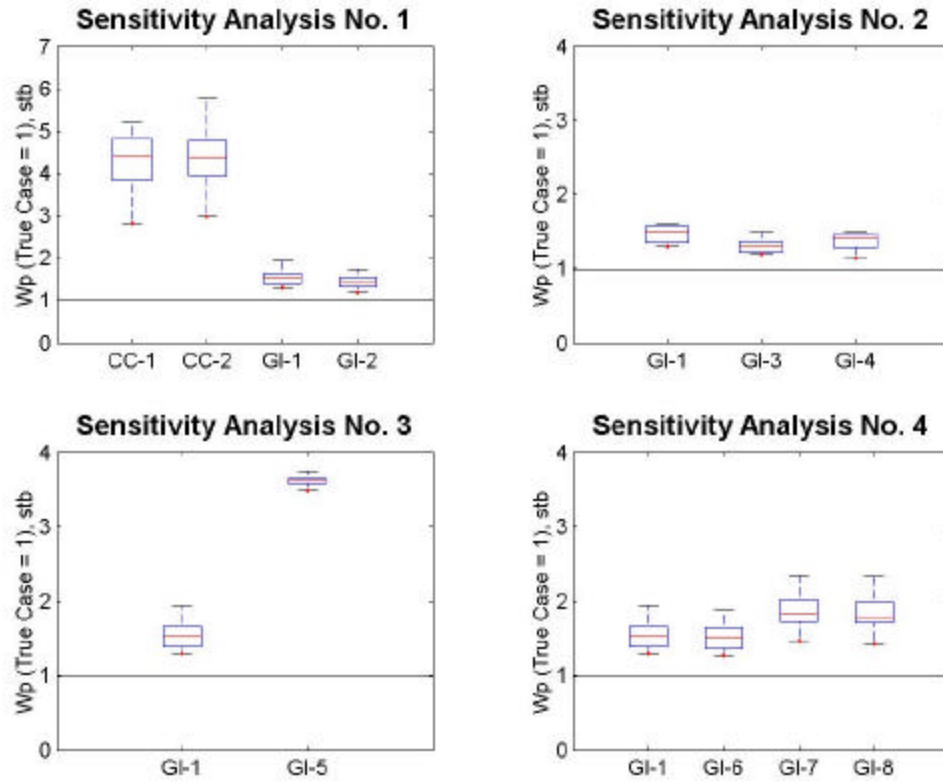 Sensitivity Analysis No. 1
Wp (True Case = 1), stb
7
6
5
4
3
2
1
0
CC-1 CC-2 GI-1 GI-2
Sensitivity Analysis No. 2
Wp (True Case = 1), stb
4
3
2
1
0
GI-1 GI-3 GI-4
Sensitivity Analysis No. 3
Wp (True Case = 1), stb
4
3
2
1
0
GI-1 GI-5
Sensitivity Analysis No. 4
Wp (True Case = 1), stb
4
3
2
1
0
GI-1 GI-6 GI-7 GI-8